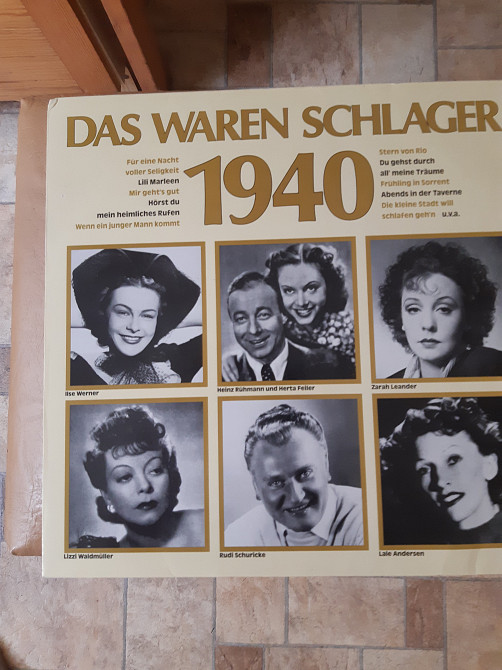 DAS WAREN SCHLAGER
1940
Für eine Nacht
voller Seligkeit
Lili Marleen
Mir geht's gut
Hörst du
mein heimliches Rufen
Wenn ein junger Mann kommt
Stern von Rio
Du gehst durch
all' meine Träume
Frühling in Sorrent
Abends in der Taverne
Die kleine Stadt will
schlafen geh'n u.v.a.
Ilse Werner
Heinz Rühmann und Herta Feiler
Zarah Leander
Lizzi Waldmüller
Rudi Schuricke
Lale Andersen